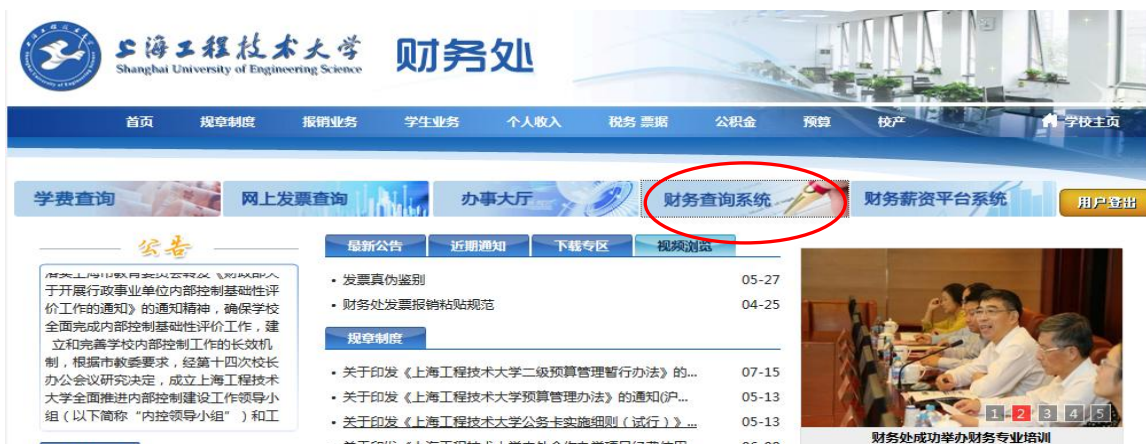 上海工程技术大学
Shanghai University of Engineering Science
财务处
首页 规章制度 报销业务 学生业务 个人收入 税务 票据 公积金 预算 校产 学校主页
学费查询 网上发票查询 办事大厅 财务查询系统 财务薪资平台系统 用户登出
公告
于开展行政事业单位内部控制基础性评
价工作的通知》的通知精神，确保学校
全面完成内部控制基础性评价工作，建
立和完善学校内部控制工作的长效机
制，根据市教委要求，经第十四次校长
办公会议研究决定，成立上海工程技术
大学全面推进内部控制建设工作领导小
组（以下简称“内控领导小组”）和工
最新公告 近期通知 下载专区 视频浏览
• 发票真伪鉴别 05-27
• 财务处发票报销粘贴规范 04-25
规章制度
• 关于印发《上海工程技术大学二级预算管理暂行办法》的... 07-15
• 关于印发《上海工程技术大学预算管理办法》的通知(沪... 05-13
• 关于印发《上海工程技术大学公务卡实施细则（试行）》... 05-13
1 2 3 4 5
财务处成功举办财务专业培训